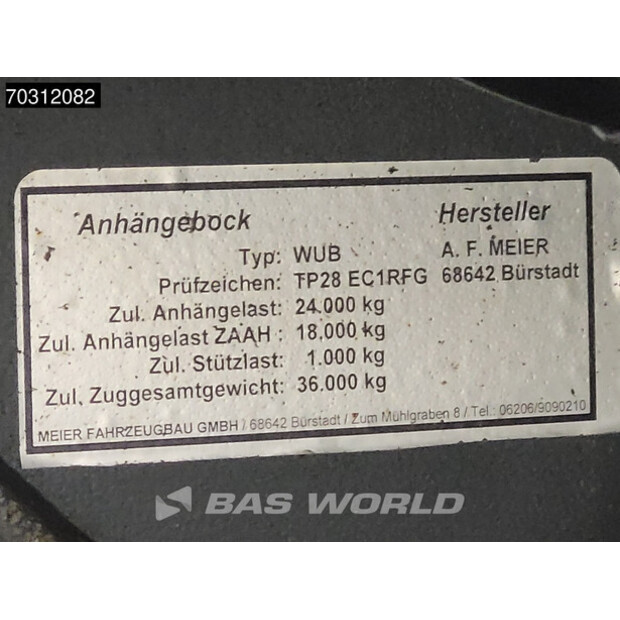 70312082
Anhängebock Hersteller
Typ: WUB A. F. MEIER
Prüfzeichen: TP28 EC1RFG 68642 Bürstadt
Zul. Anhängelast: 24.000 kg
Zul. Anhängelast ZAAH : 18.000 kg
Zul. Stützlast: 1.000 kg
Zul. Zuggesamtgewicht: 36.000 kg
MEIER FAHRZEUGBAU GMBH / 68642 Bürstadt / Zum Mühlgraben 8 / Tel.: 06206/9090210
BAS WORLD